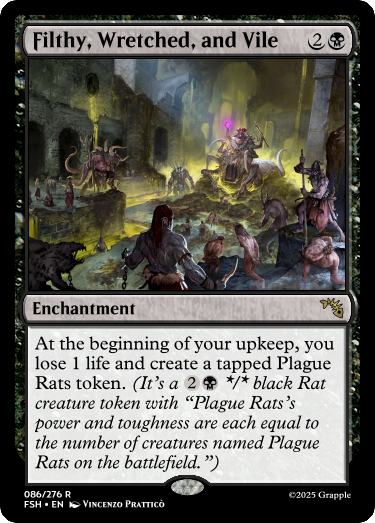 Filthy, Wretched, and Vile 2
Enchantment
At the beginning of your upkeep, you
lose 1 life and create a tapped Plague
Rats token. (It's a 2 */* black Rat
creature token with “Plague Rats's
power and toughness are each equal to
the number of creatures named Plague
Rats on the battlefield.”)
086/276 R
FSH • EN Vincenzo Pratticò
©2025 Grapple